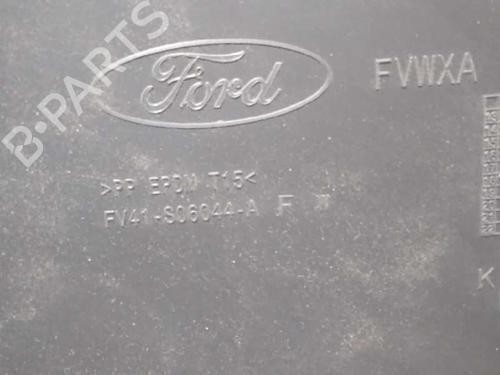 B-PARTS
Ford
FVWXA
>PP EPDM T15<
FV41-S06044-A F
K